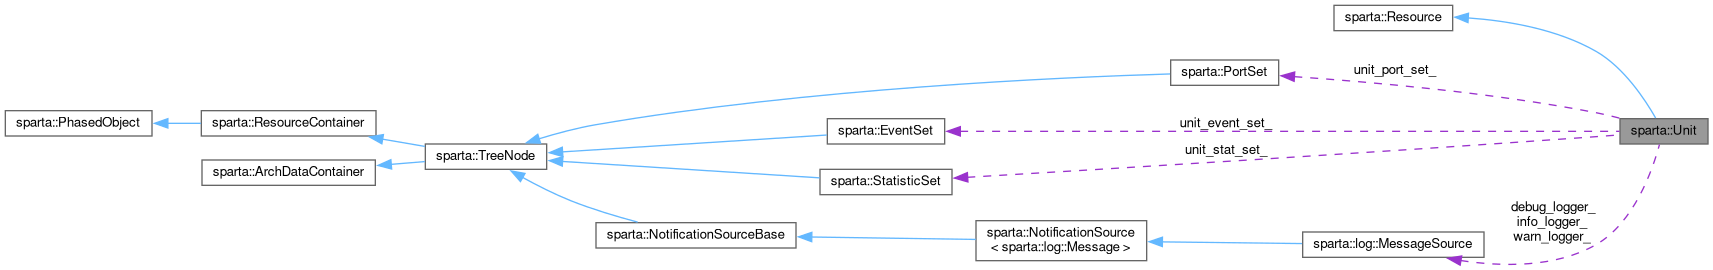 sparta::Resource
sparta::PortSet
unit_port_set_
sparta::PhasedObject
sparta::ResourceContainer
sparta::EventSet
unit_event_set_
sparta::Unit
sparta::TreeNode
unit_stat_set_
sparta::ArchDataContainer
sparta::StatisticSet
debug_logger_
info_logger_
warn_logger_
sparta::NotificationSourceBase
sparta::NotificationSource
< sparta::log::Message >
sparta::log::MessageSource